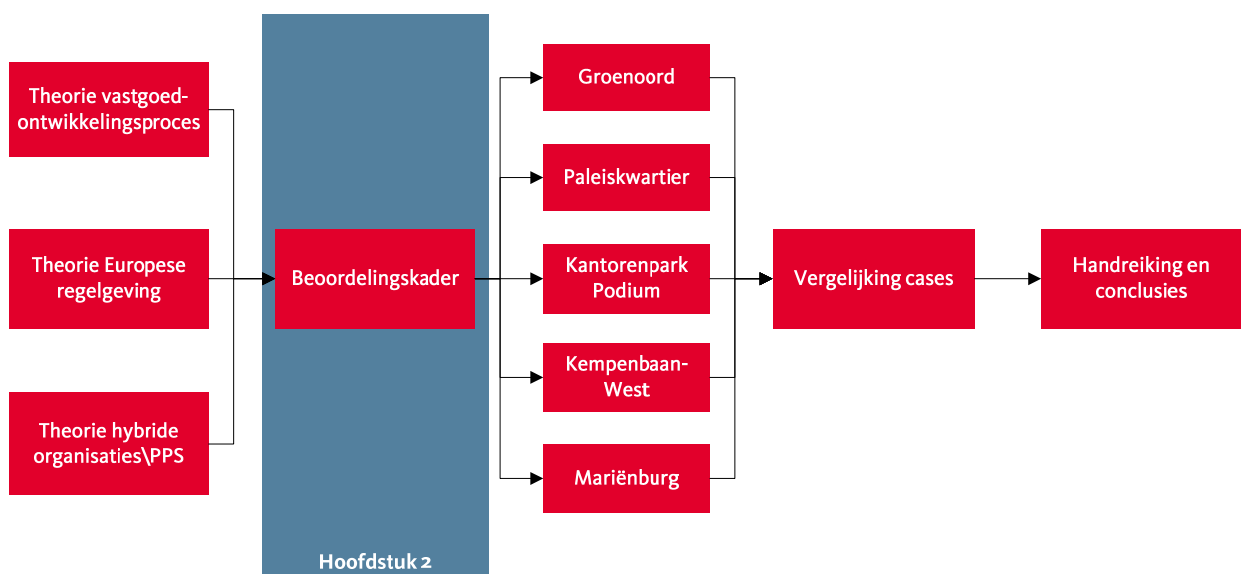 Theorie vastgoed-
ontwikkelingsproces
Theorie Europese
regelgeving
Theorie hybride
organisaties\PPS
Beoordelingskader
Hoofdstuk 2
Groenoord
Paleiskwartier
Kantorenpark
Podium
Kempenbaan-
West
Mariënburg
Vergelijking cases
Handreiking en
conclusies